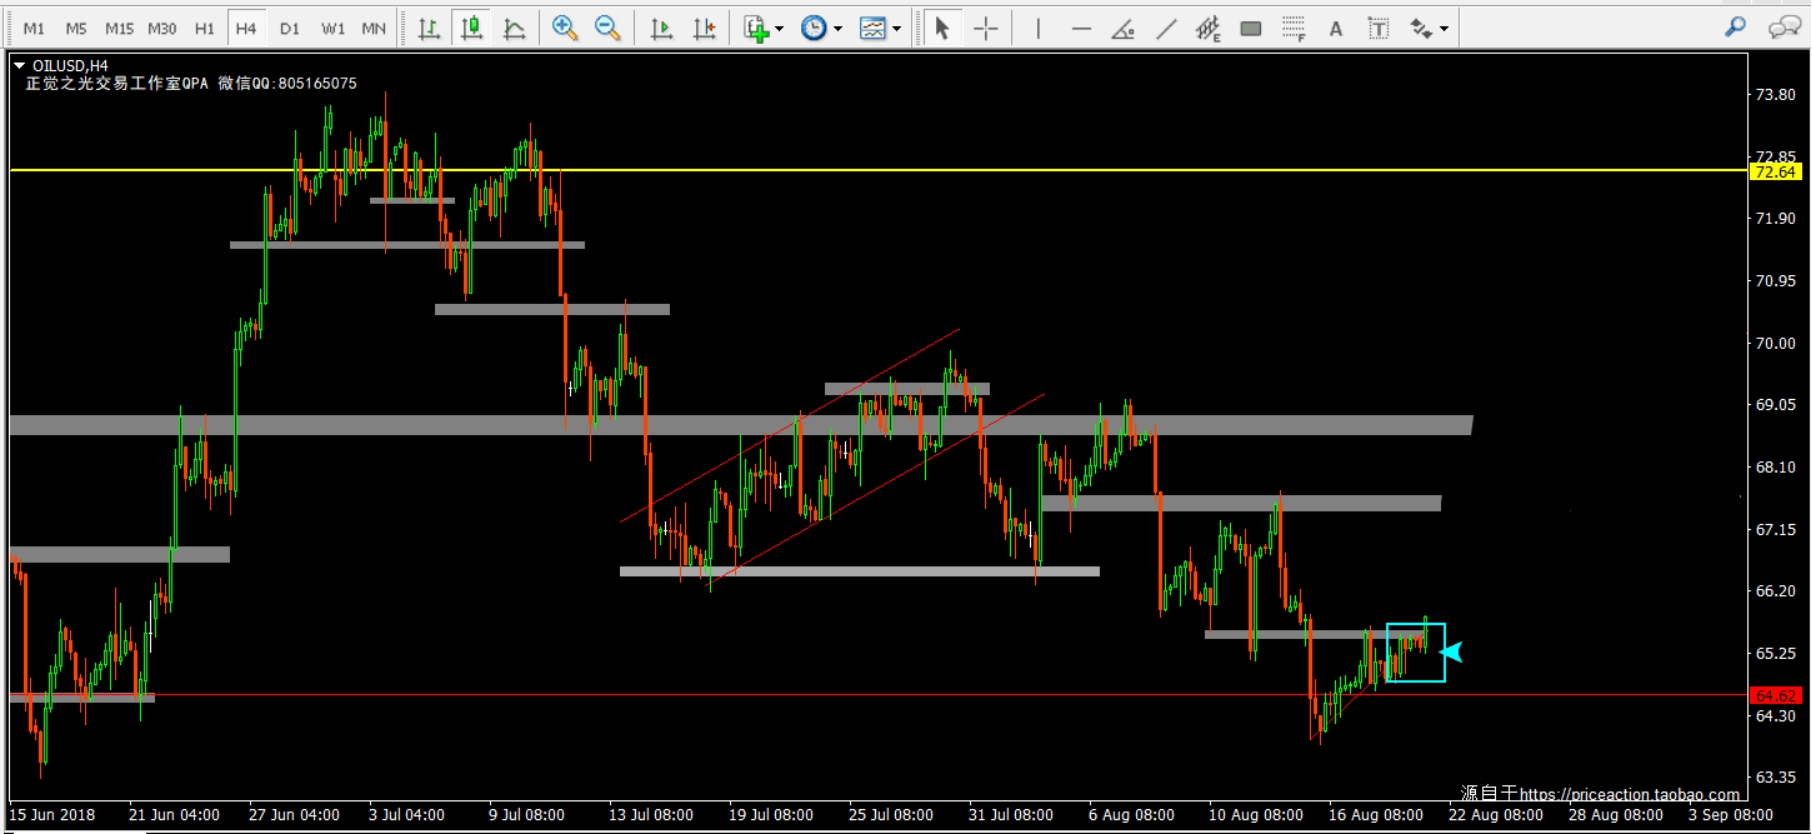 M1 M5 M15 M30 H1 H4 D1 W1 MN E F A T
OILUSD,H4
正觉之光交易工作室QPA 微信QQ:805165075
73.80
72.85
72.64
71.90
70.95
70.00
69.05
68.10
67.15
66.20
65.25
64.62
64.30
63.35
源自于https://priceaction.taobao.com
15 Jun 2018 21 Jun 04:00 27 Jun 04:00 3 Jul 04:00 9 Jul 08:00 13 Jul 08:00 19 Jul 08:00 25 Jul 08:00 31 Jul 08:00 6 Aug 08:00 10 Aug 08:00 16 Aug 08:00 22 Aug 08:00 28 Aug 08:00 3 Sep 08:00